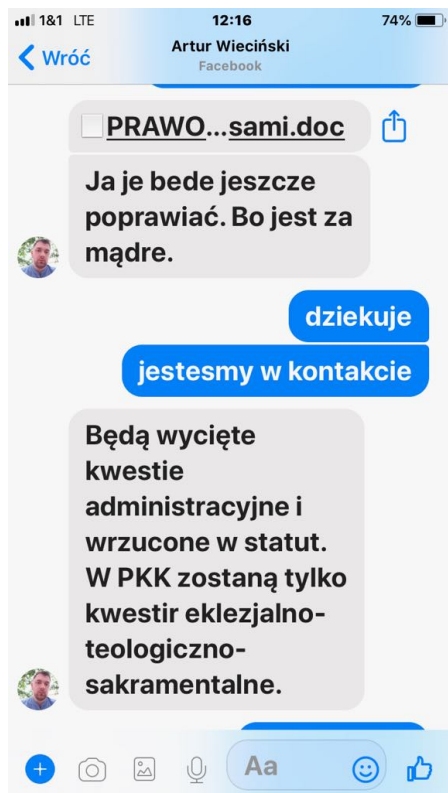 1&1 LTE 12:16 74%
Wróć
Artur Wieciński
Facebook
PRAWO...sami.doc
Ja je bede jeszcze
poprawiać. Bo jest za
mądre.
dziekuje
jestesmy w kontakcie
Będą wycięte
kwestie
administracyjne i
wrzucone w statut.
W PKK zostaną tylko
kwestir eklezjalno-
teologiczno-
sakramentalne.
Aa